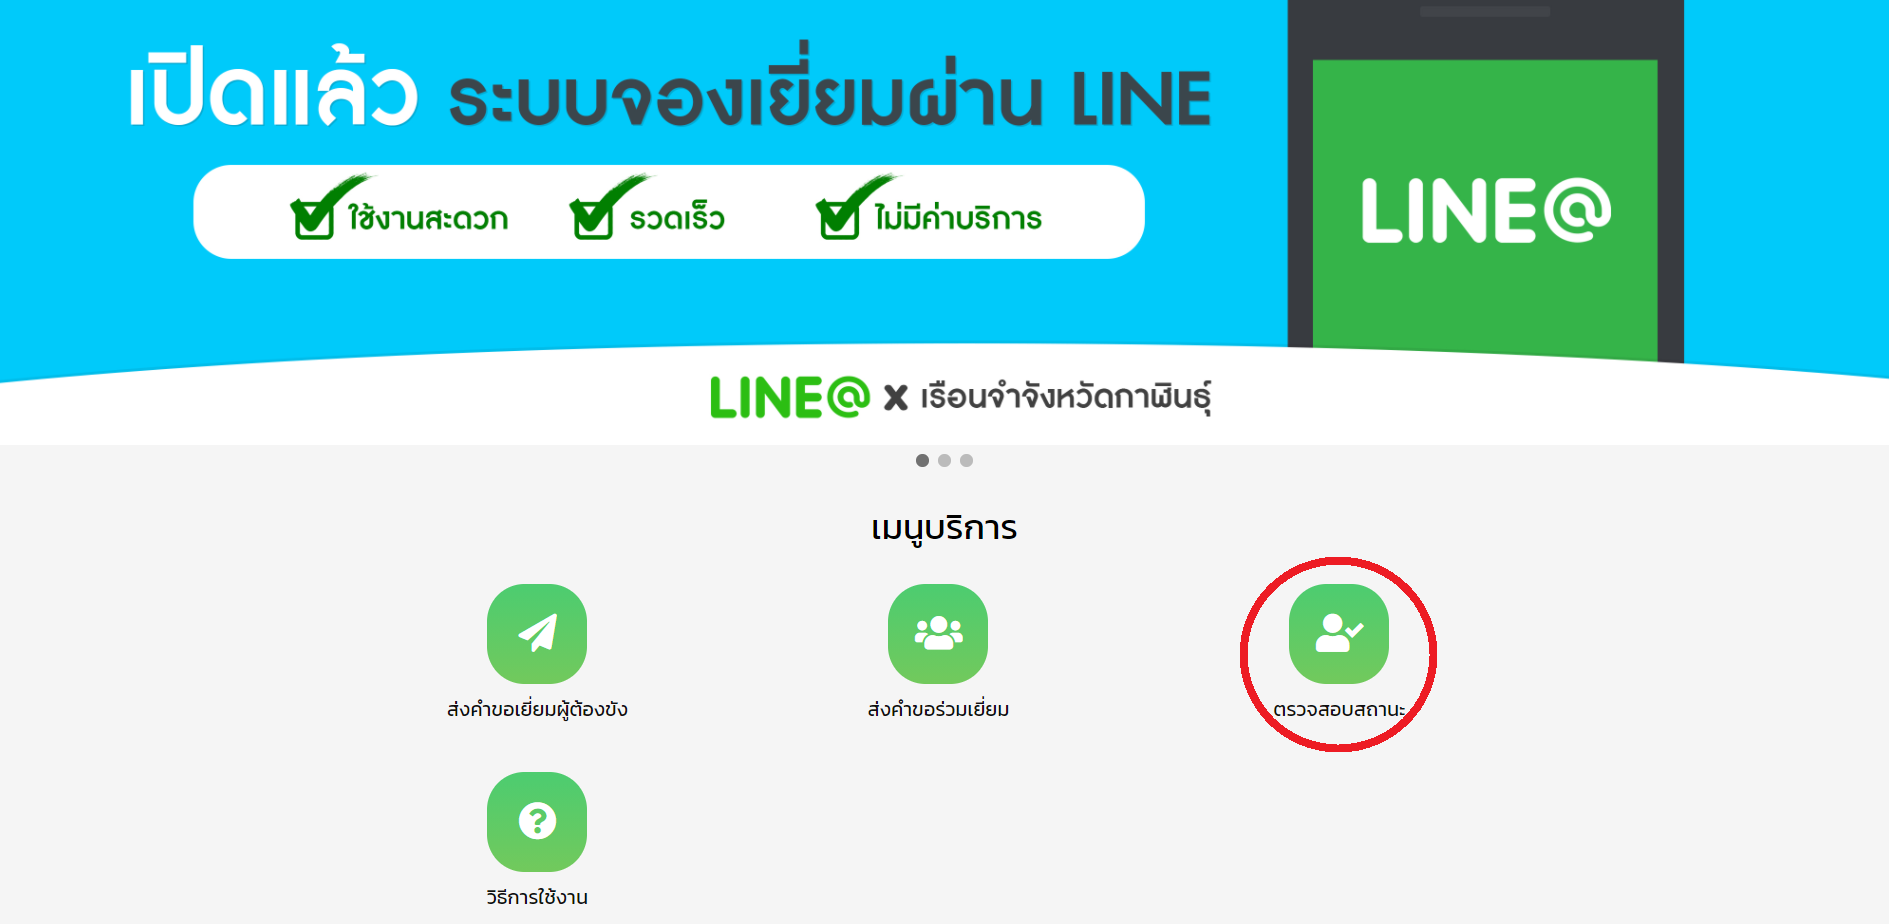 เปิดแล้ว ระบบจองเยี่ยมผ่าน LINE
ใช้งานสะดวก รวดเร็ว ไม่มีค่าบริการ
LINE@
LINE@ x เรือนจำจังหวัดกาฬสินธุ์
เมนูบริการ
ส่งคำขอเยี่ยมผู้ต้องขัง ส่งคำขอร่วมเยี่ยม ตรวจสอบสถานะ
วิธีการใช้งาน